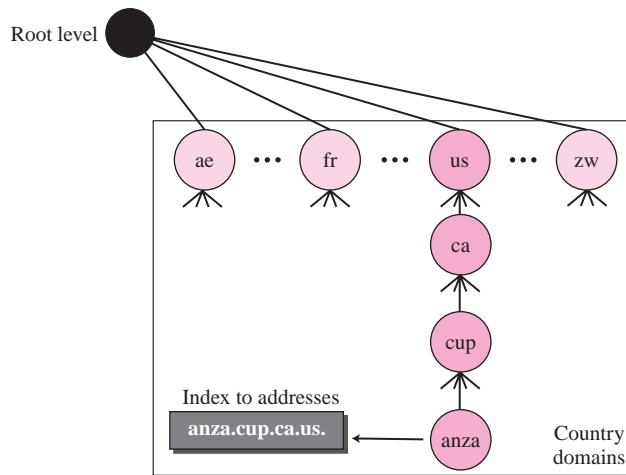 Root level
ae ••• fr ••• us ••• zw
ca
cup
Index to addresses
anza.cup.ca.us.
anza
Country
domains